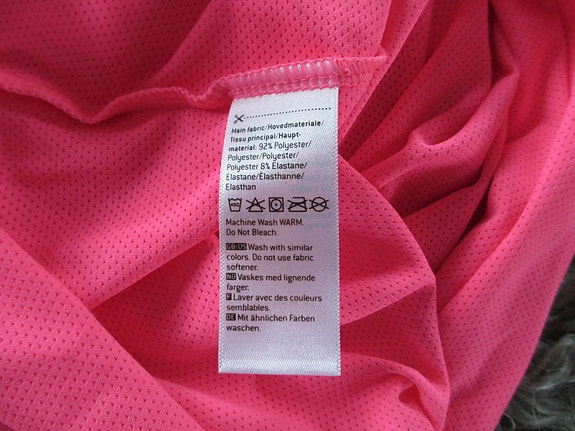 Main fabric/Hovedmateriale/
Tissu principal/Haupt-
material: 92% Polyester/
Polyester/Polyester/
Polyester 8% Elastane/
Elastane/Élasthanne/
Elasthan
40C
Machine Wash WARM.
Do Not Bleach.
GB/US Wash with similar
colors. Do not use fabric
softener.
NO Vaskes med lignende
farger.
F Laver avec des couleurs
semblables.
DE Mit ähnlichen Farben
waschen.